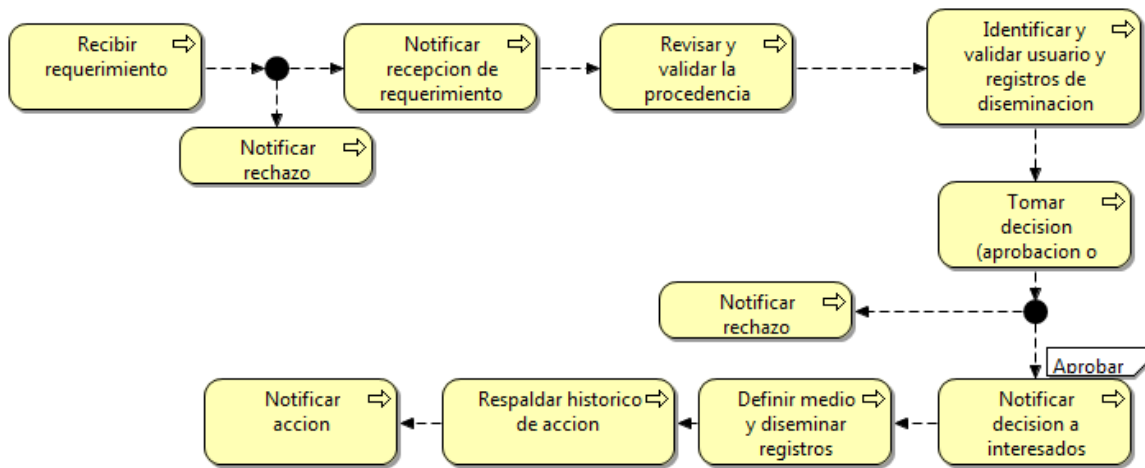 Recibir
requerimiento
Notificar
recepcion de
requerimiento
Revisar y
validar la
procedencia
Identificar y
validar usuario y
registros de
diseminacion
Notificar
rechazo
Tomar
decision
(aprobacion o
Notificar
rechazo
Aprobar
Notificar
accion
Respaldar historico
de accion
Definir medio
y diseminar
registros
Notificar
decision a
interesados